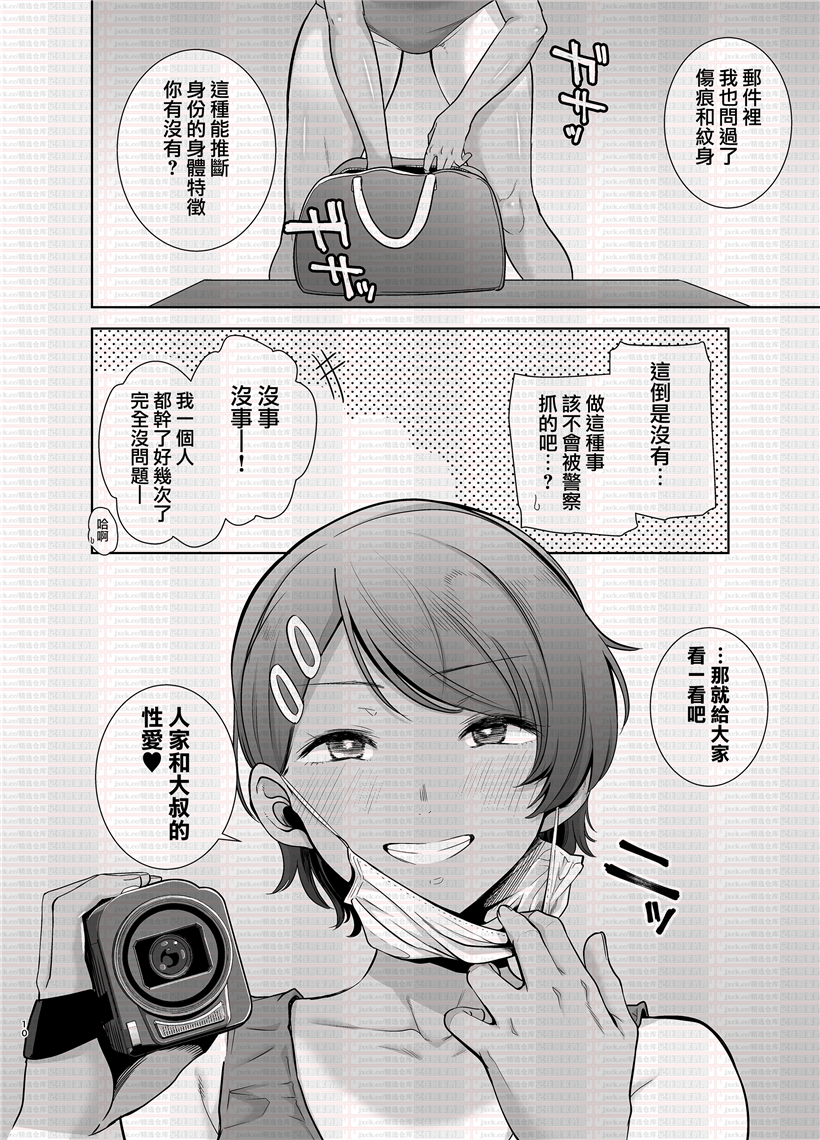 郵件裡
我也問過了
傷痕和紋身
這種能推斷
身份的身體特徵
你有沒有?
這倒是沒有…
做這種事
該不會被警察
抓的吧…?
沒事
沒事—!
我一個人
都幹了好幾次了
完全沒問題—
哈啊
…那就給大家
看一看吧
人家和大叔的
性愛♥
10